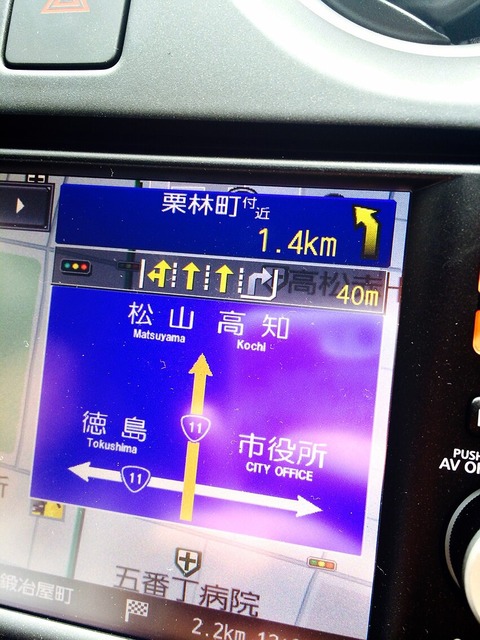 栗林町付近
1.4km
40m
松山 高知
Matsuyama Kochi
11
徳島 市役所
Tokushima CITY OFFICE
11
五番丁病院
鍛冶屋町
2.2km
PUSH